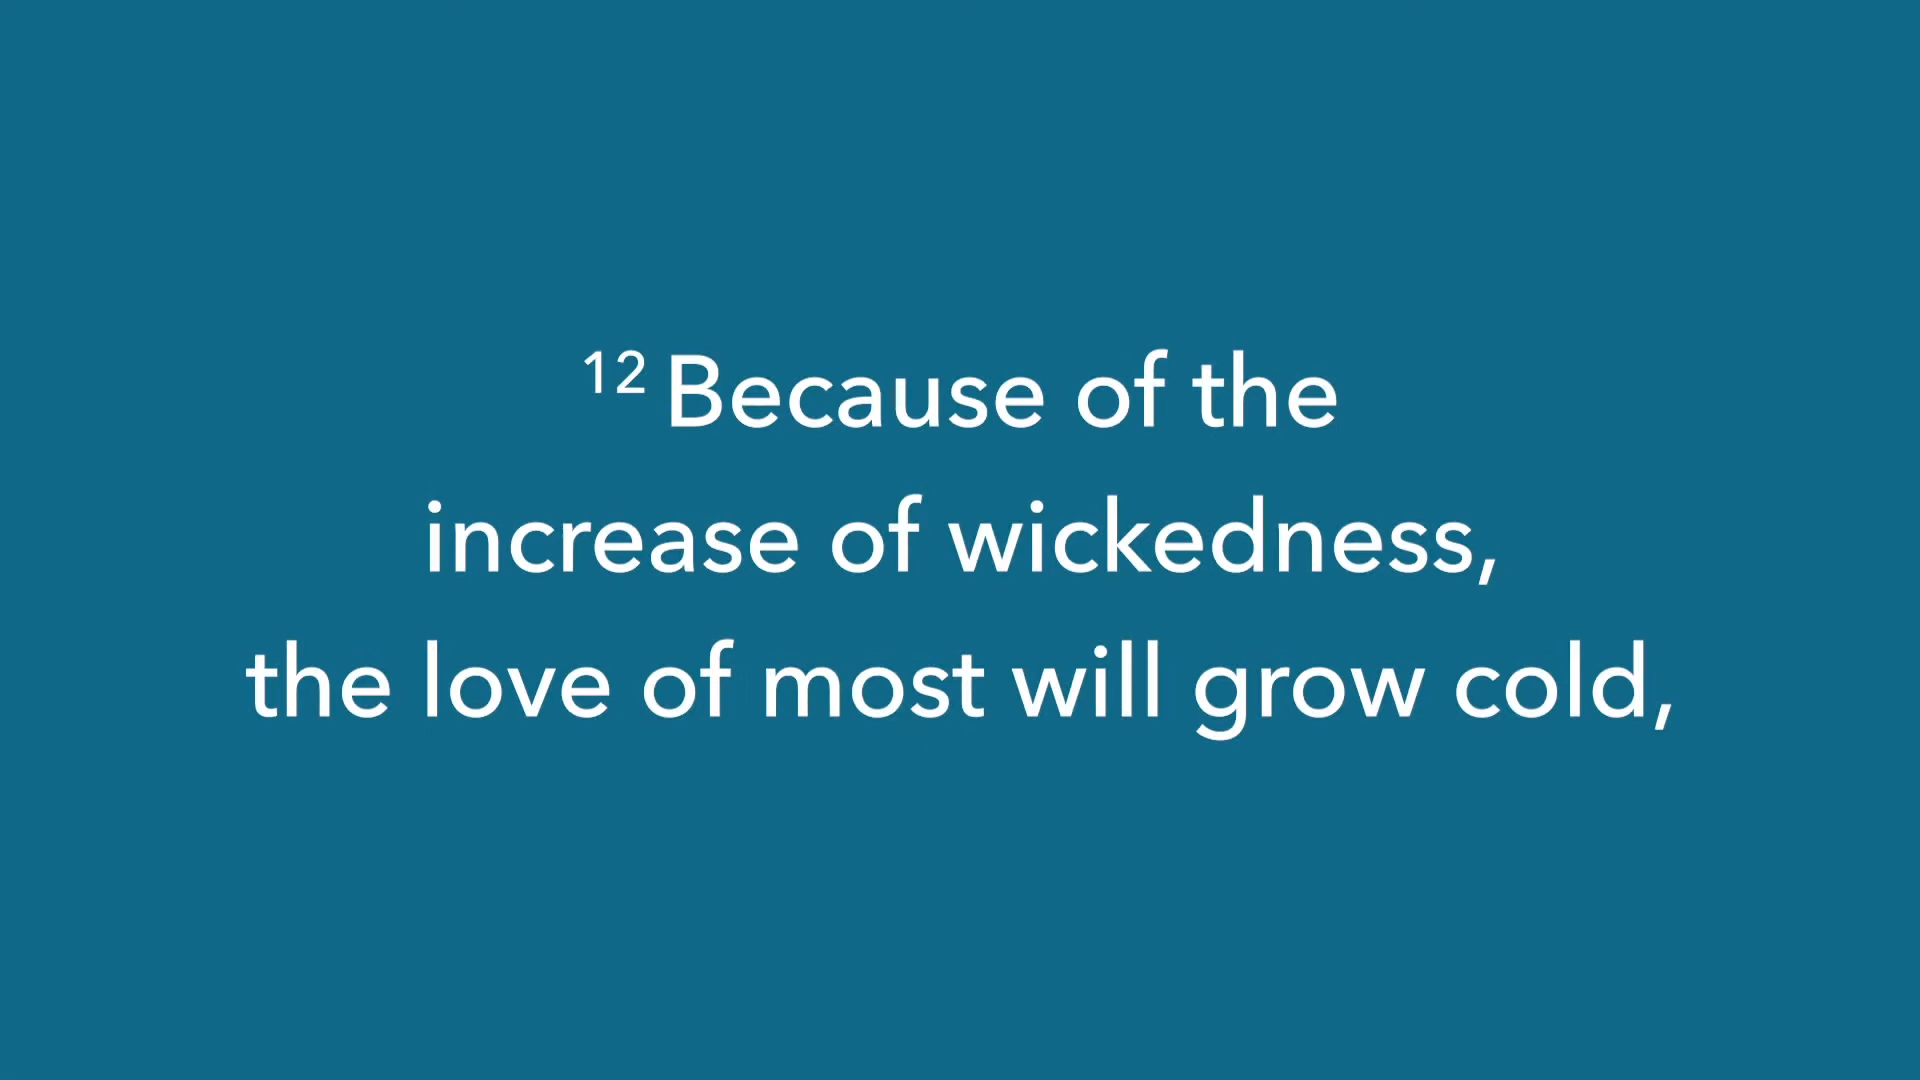 12 Because of the
increase of wickedness,
the love of most will grow cold,